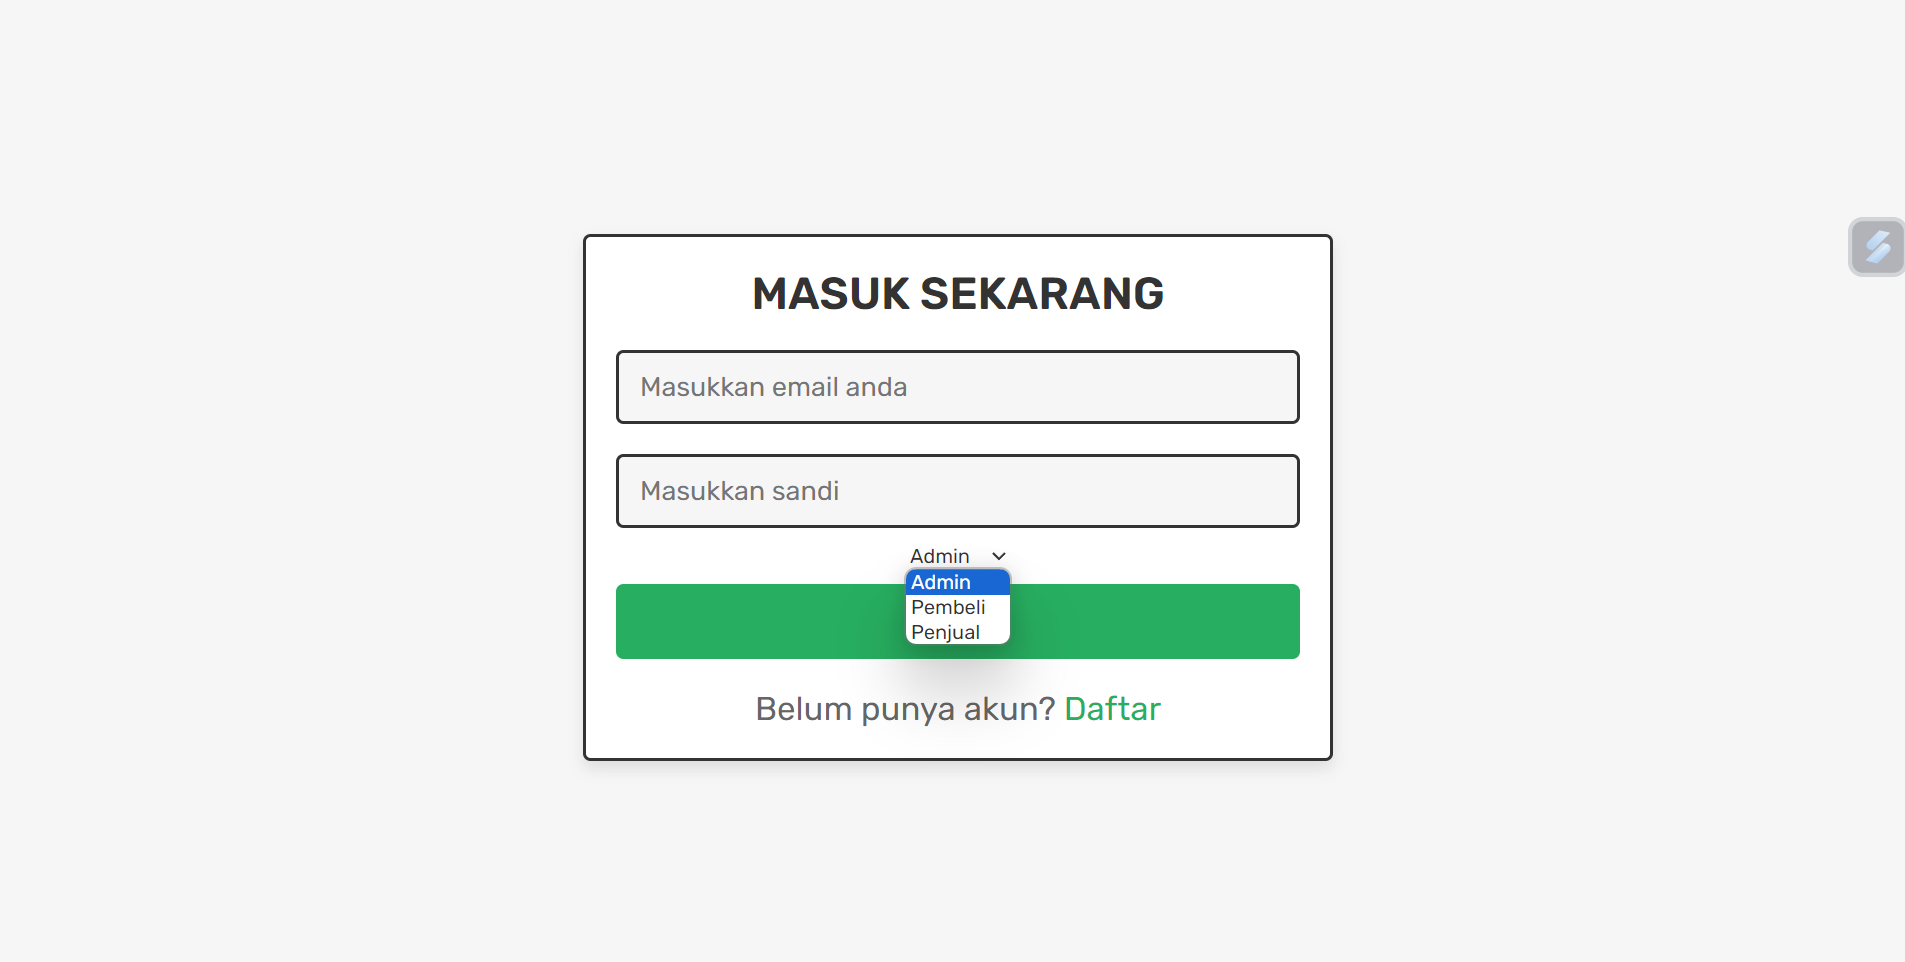 MASUK SEKARANG
Masukkan email anda
Masukkan sandi
Admin
Admin
Pembeli
Penjual
Belum punya akun? Daftar